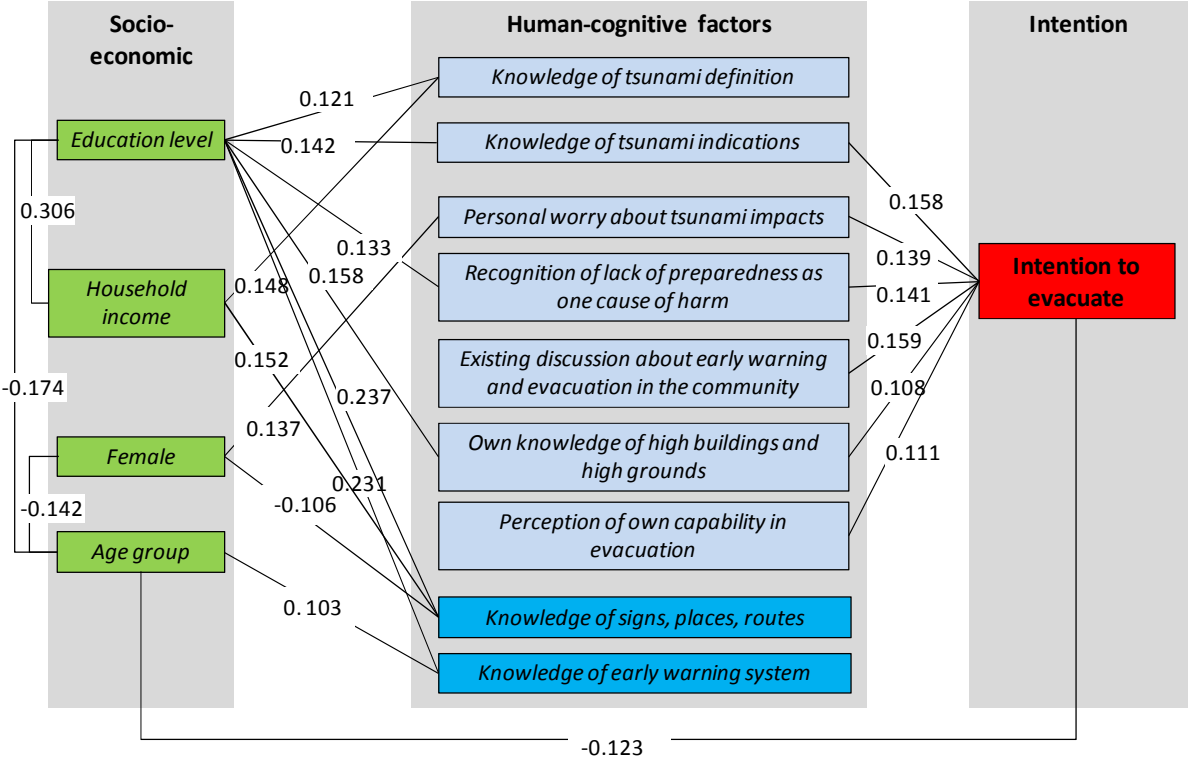 Socio-
economic
Human-cognitive factors
Intention
Knowledge of tsunami definition
0.121
Education level
0.142
Knowledge of tsunami indications
0.158
0.306
Personal worry about tsunami impacts
0.133
0.139
0.158
Recognition of lack of preparedness as
one cause of harm
0.141
Intention to
evacuate
Household
income
0.148
0.152
0.159
Existing discussion about early warning
and evacuation in the community
-0.174
0.237
0.108
0.137
Own knowledge of high buildings and
high grounds
0.111
Female
0.231
-0.106
-0.142
Perception of own capability in
evacuation
Age group
0. 103
Knowledge of signs, places, routes
Knowledge of early warning system
-0.123